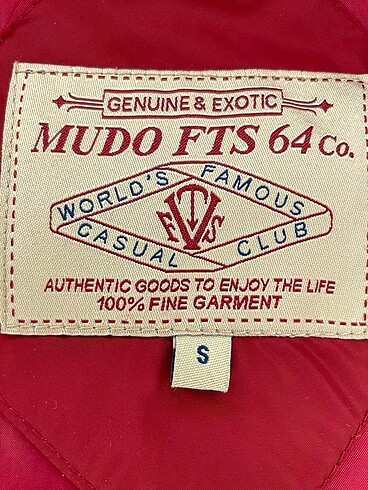 GENUINE & EXOTIC
MUDO FTS 64 Co.
WORLD'S FAMOUS
FTS
CASUAL CLUB
AUTHENTIC GOODS TO ENJOY THE LIFE
100% FINE GARMENT
S